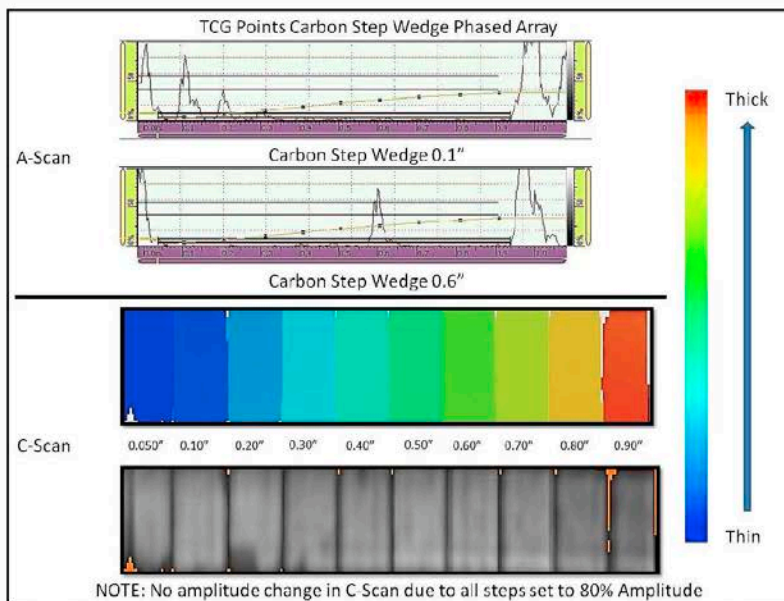 TCG Points Carbon Step Wedge Phased Array
A-Scan
Carbon Step Wedge 0.1"
Carbon Step Wedge 0.6"
Thick
C-Scan
0.050" 0.10" 0.20" 0.30" 0.40" 0.50" 0.60" 0.70" 0.80" 0.90"
Thin
NOTE: No amplitude change in C-Scan due to all steps set to 80% Amplitude